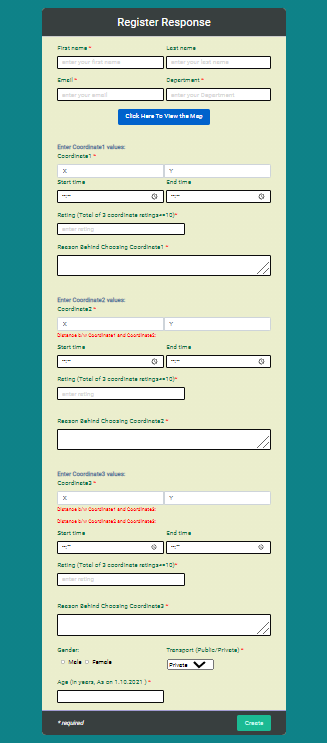 Register Response
First name * Last name
enter your first name enter your last name
Email * Department *
enter your email enter your Department
Click Here To View the Map
Enter Coordinate1 values:
Coordinate1 *
X Y
Start time End time
--:-- --:--
Rating (Total of 3 coordinate ratings<=10)*
enter rating
Reason Behind Choosing Coordinate1 *
Enter Coordinate2 values:
Coordinate2 *
X Y
Distance b/w Coordinate1 and Coordinate2:
Start time End time
--:-- --:--
Rating (Total of 3 coordinate ratings<=10)*
enter rating
Reason Behind Choosing Coordinate2 *
Enter Coordinate3 values:
Coordinate3 *
X Y
Distance b/w Coordinate1 and Coordinate3:
Distance b/w Coordinate2 and Coordinate3:
Start time End time
--:-- --:--
Rating (Total of 3 coordinate ratings<=10)*
enter rating
Reason Behind Choosing Coordinate3 *
Gender: Transport (Public/Private) *
Male Female Private
Age (In years, As on 1.10.2021 ) *
* required Create